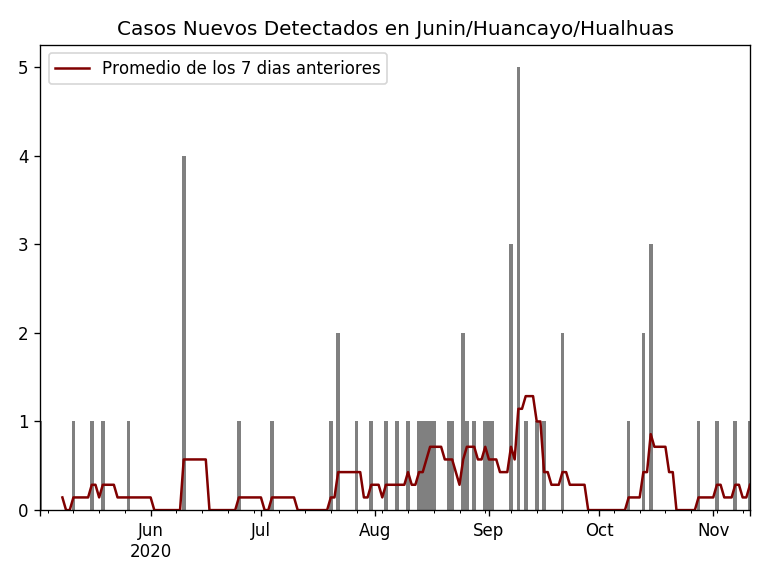 Casos Nuevos Detectados en Junin/Huancayo/Hualhuas
Promedio de los 7 dias anteriores
5
4
3
2
1
0
Jun Jul Aug Sep Oct Nov
2020